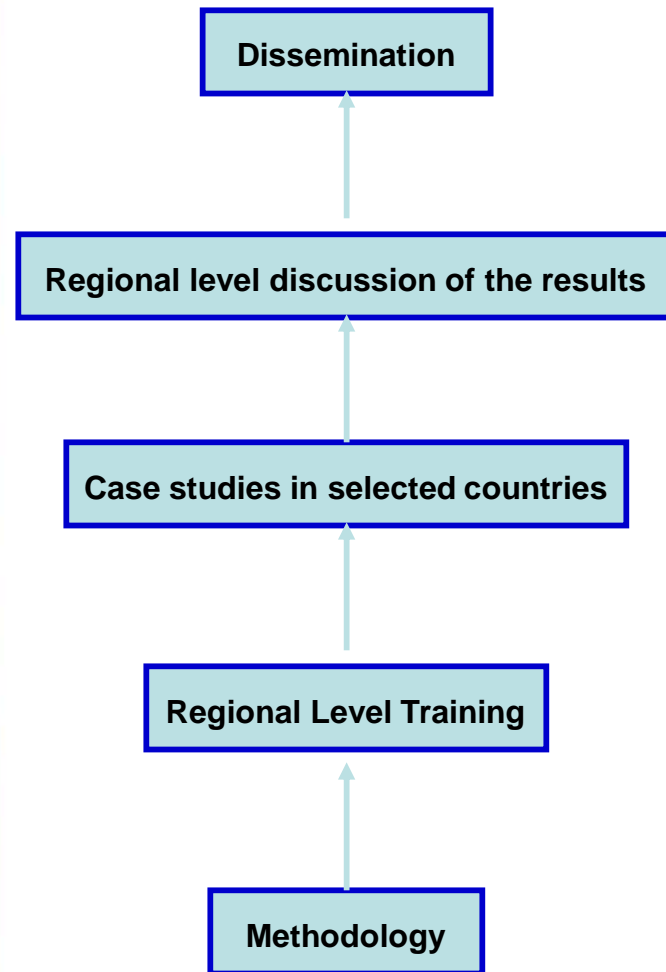 Dissemination
Regional level discussion of the results
Case studies in selected countries
Regional Level Training
Methodology